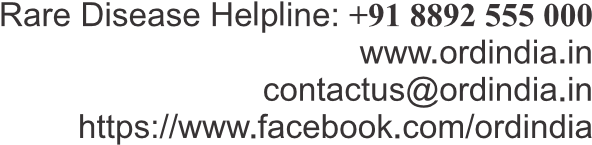 Rare Disease Helpline: +91 8892 555 000
www.ordindia.in
contactus@ordindia.in
https://www.facebook.com/ordindia